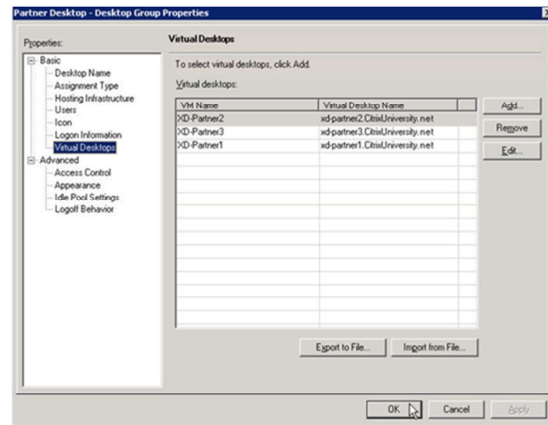 Partner Desktop - Desktop Group Properties
Properties:
Basic
Desktop Name
Assignment Type
Hosting Infrastructure
Users
Icon
Logon Information
Virtual Desktops
Advanced
Access Control
Appearance
Idle Pool Settings
Logoff Behavior
Virtual Desktops
To select virtual desktops, click Add.
Virtual desktops:
VM Name Virtual Desktop Name
XD-Partner2 xd-partner2.CitrixUniversity.net
XD-Partner3 xd-partner3.CitrixUniversity.net
XD-Partner1 xd-partner1.CitrixUniversity.net
Add...
Remove
Edit...
Export to File... Import from File...
OK Cancel Apply